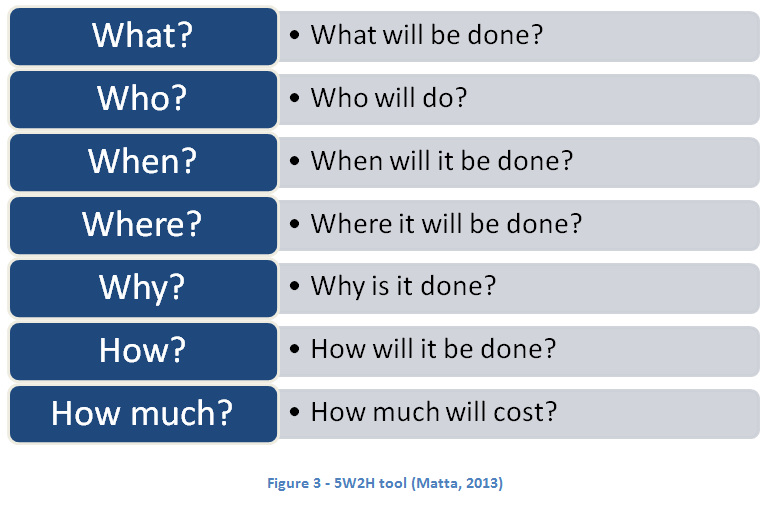 What?
• What will be done?
Who?
• Who will do?
When?
• When will it be done?
Where?
• Where it will be done?
Why?
• Why is it done?
How?
• How will it be done?
How much?
• How much will cost?
Figure 3 - 5W2H tool (Matta, 2013)